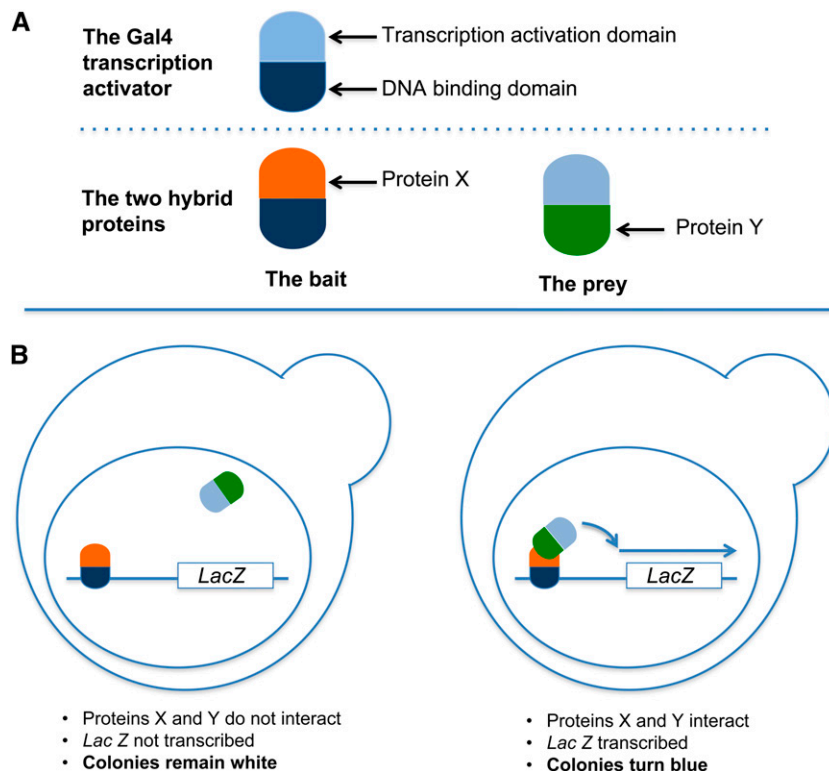 A
The Gal4
transcription
activator
Transcription activation domain
DNA binding domain
The two hybrid
proteins
Protein X
Protein Y
The bait
The prey
B
LacZ
LacZ
• Proteins X and Y do not interact
• Lac Z not transcribed
• Colonies remain white
• Proteins X and Y interact
• Lac Z transcribed
• Colonies turn blue